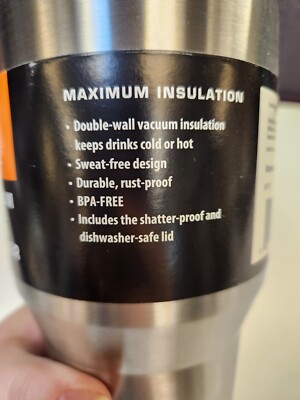 MAXIMUM INSULATION
• Double-wall vacuum insulation
keeps drinks cold or hot
• Sweat-free design
• Durable, rust-proof
• BPA-FREE
• Includes the shatter-proof and
dishwasher-safe lid